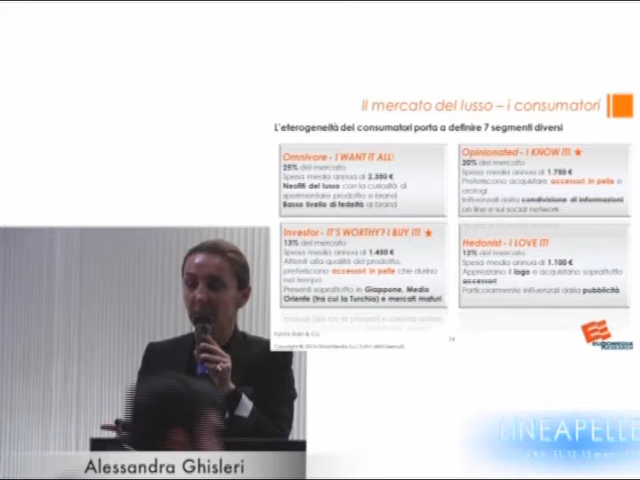 Il mercato del lusso – i consumatori
L'eterogeneità dei consumatori porta a definire 7 segmenti diversi
Omnivore - I WANT IT ALL!
25% del mercato
Spesa media annua di 2.350 €
Neofiti del lusso con la curiosità di
sperimentare prodotti e brand
Basso livello di fedeltà al brand
Opinionated - I KNOW IT! ★
20% del mercato
Spesa media annua di 1.750 €
Preferiscono acquistare accessori in pelle e
orologi
Influenzati dalla condivisione di informazioni
on line e sui social network
Investor - IT'S WORTHY? I BUY IT! ★
13% del mercato
Spesa media annua di 1.450 €
Attenti alla qualità del prodotto,
preferiscono accessori in pelle che durino
nel tempo
Presenti soprattutto in Giappone, Medio
Oriente (tra cui la Turchia) e mercati maturi
Hedonist - I LOVE IT!
Spesa media annua di 1.100 €
Apprezzano il logo e acquistano soprattutto
accessori
Particolarmente influenzati dalla pubblicità
14
EUROMEDIA
RESEARCH
LINEAPELLE
Alessandra Ghisleri